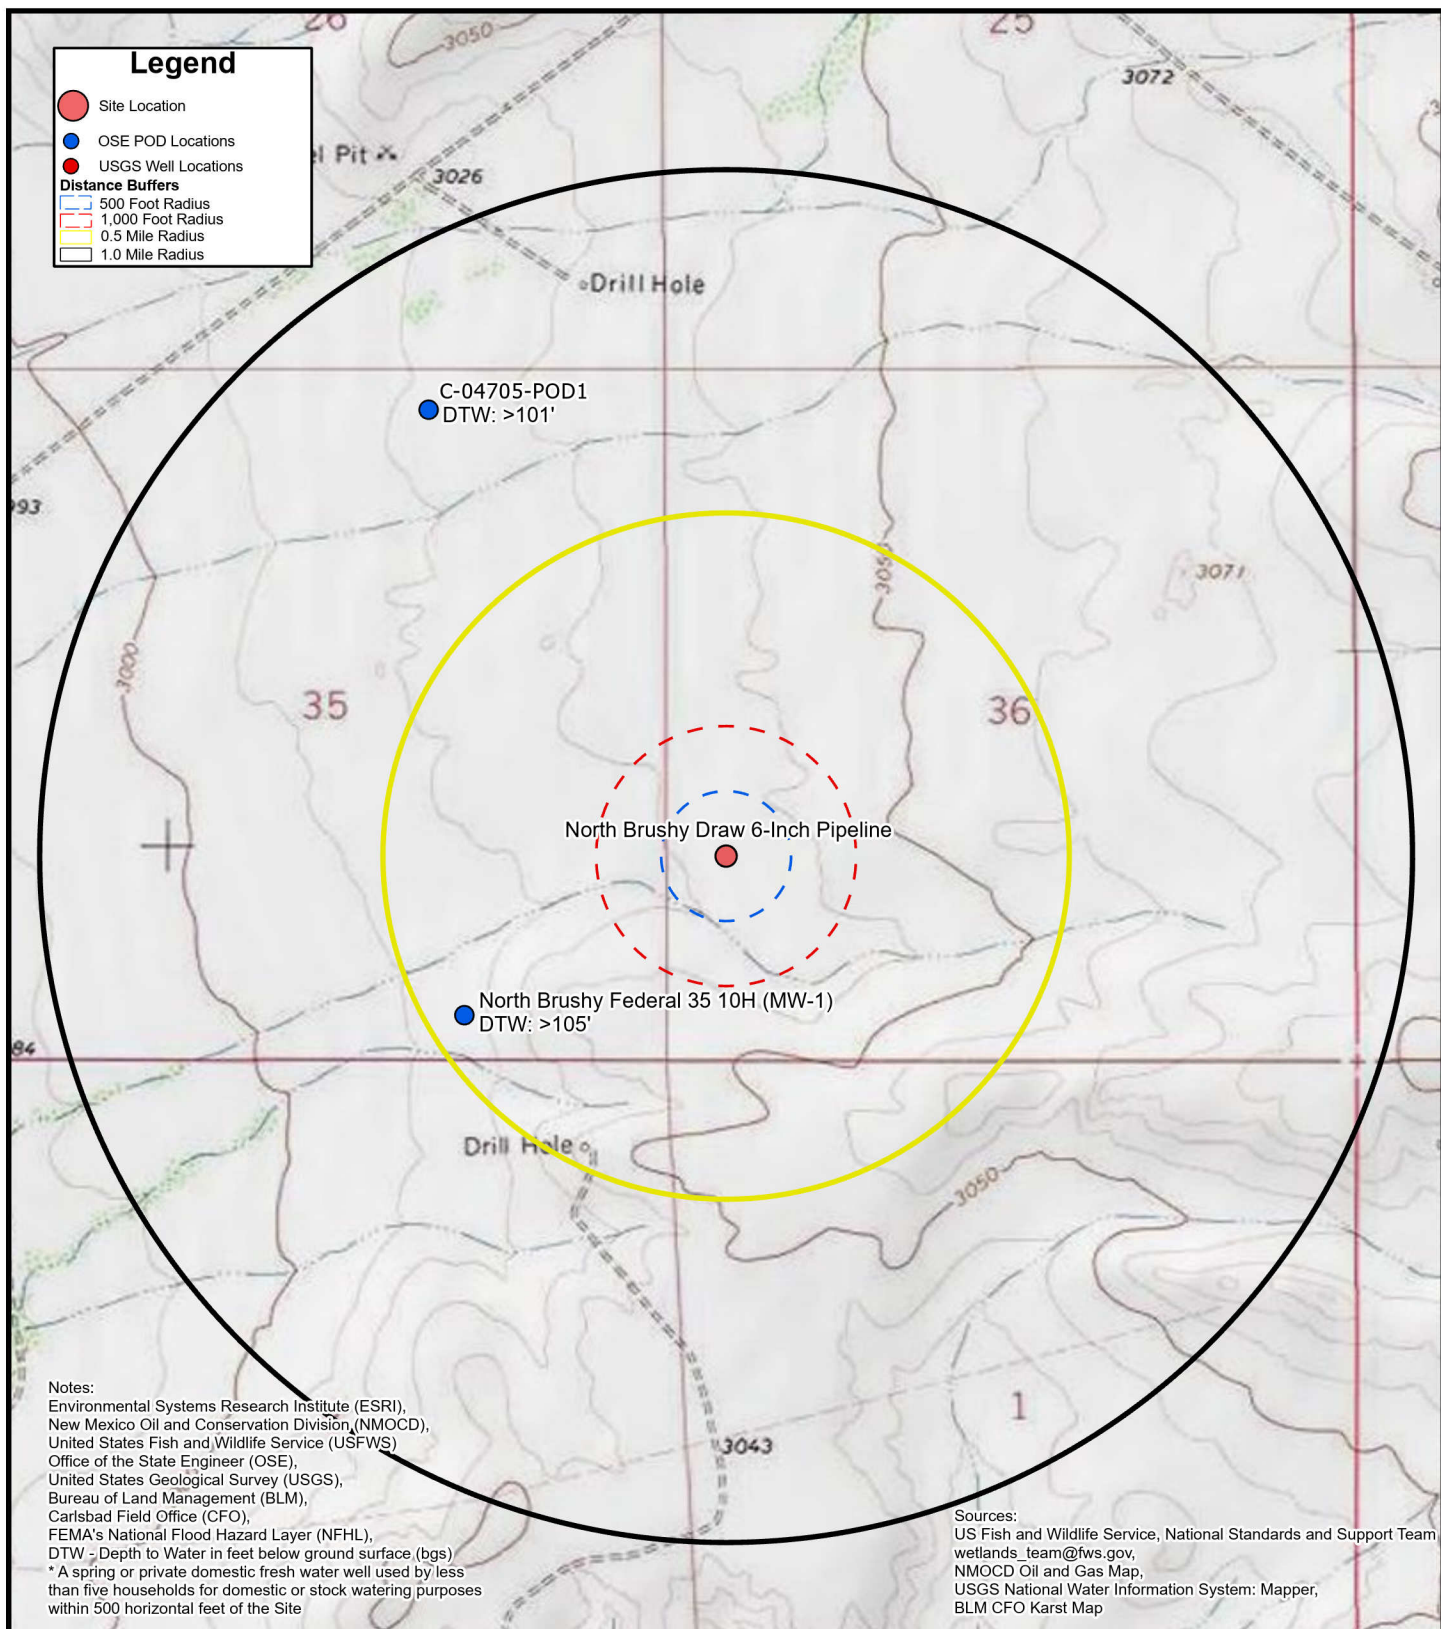 26
25
3050
3072
Legend
Site Location
OSE POD Locations
USGS Well Locations
Distance Buffers
500 Foot Radius
1,000 Foot Radius
0.5 Mile Radius
1.0 Mile Radius
el Pit
3026
Drill Hole
C-04705-POD1
DTW: >101'
993
3050
3071
3000
35
36
North Brushy Draw 6-Inch Pipeline
North Brushy Federal 35 10H (MW-1)
DTW: >105'
84
Drill Hole
3050
1
3043
Notes:
Environmental Systems Research Institute (ESRI),
New Mexico Oil and Conservation Division (NMOCD),
United States Fish and Wildlife Service (USFWS)
Office of the State Engineer (OSE),
United States Geological Survey (USGS),
Bureau of Land Management (BLM),
Carlsbad Field Office (CFO),
FEMA's National Flood Hazard Layer (NFHL),
DTW - Depth to Water in feet below ground surface (bgs)
* A spring or private domestic fresh water well used by less
than five households for domestic or stock watering purposes
within 500 horizontal feet of the Site
Sources:
US Fish and Wildlife Service, National Standards and Support Team
wetlands_team@fws.gov,
NMOCD Oil and Gas Map,
USGS National Water Information System: Mapper,
BLM CFO Karst Map